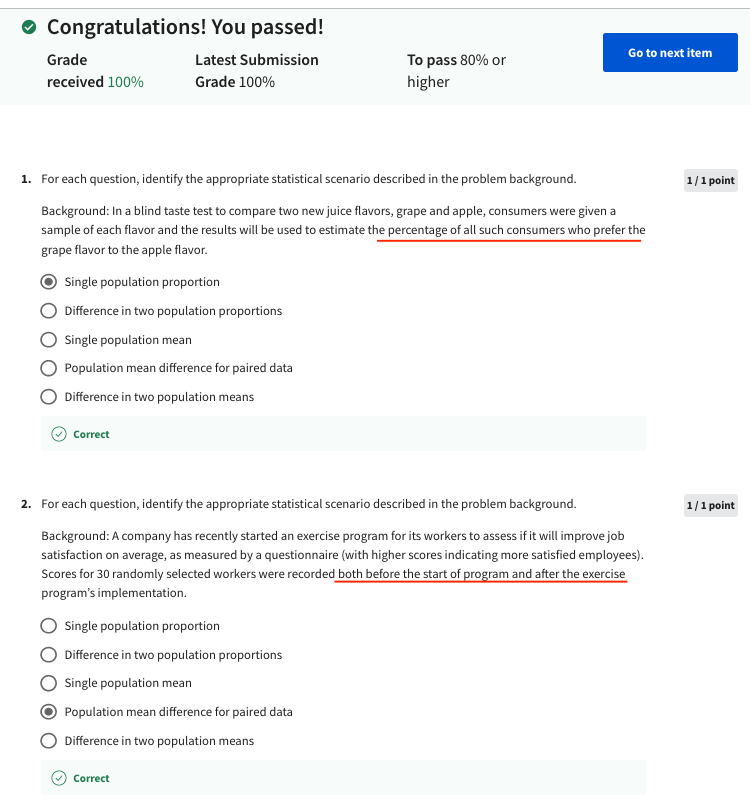 Congratulations! You passed!
Grade received 100%
Latest Submission Grade 100%
To pass 80% or higher
Go to next item
1. For each question, identify the appropriate statistical scenario described in the problem background.
1 / 1 point
Background: In a blind taste test to compare two new juice flavors, grape and apple, consumers were given a
sample of each flavor and the results will be used to estimate the percentage of all such consumers who prefer the
grape flavor to the apple flavor.
Single population proportion
Difference in two population proportions
Single population mean
Population mean difference for paired data
Difference in two population means
Correct
2. For each question, identify the appropriate statistical scenario described in the problem background.
1 / 1 point
Background: A company has recently started an exercise program for its workers to assess if it will improve job
satisfaction on average, as measured by a questionnaire (with higher scores indicating more satisfied employees).
Scores for 30 randomly selected workers were recorded both before the start of program and after the exercise
program's implementation.
Single population proportion
Difference in two population proportions
Single population mean
Population mean difference for paired data
Difference in two population means
Correct